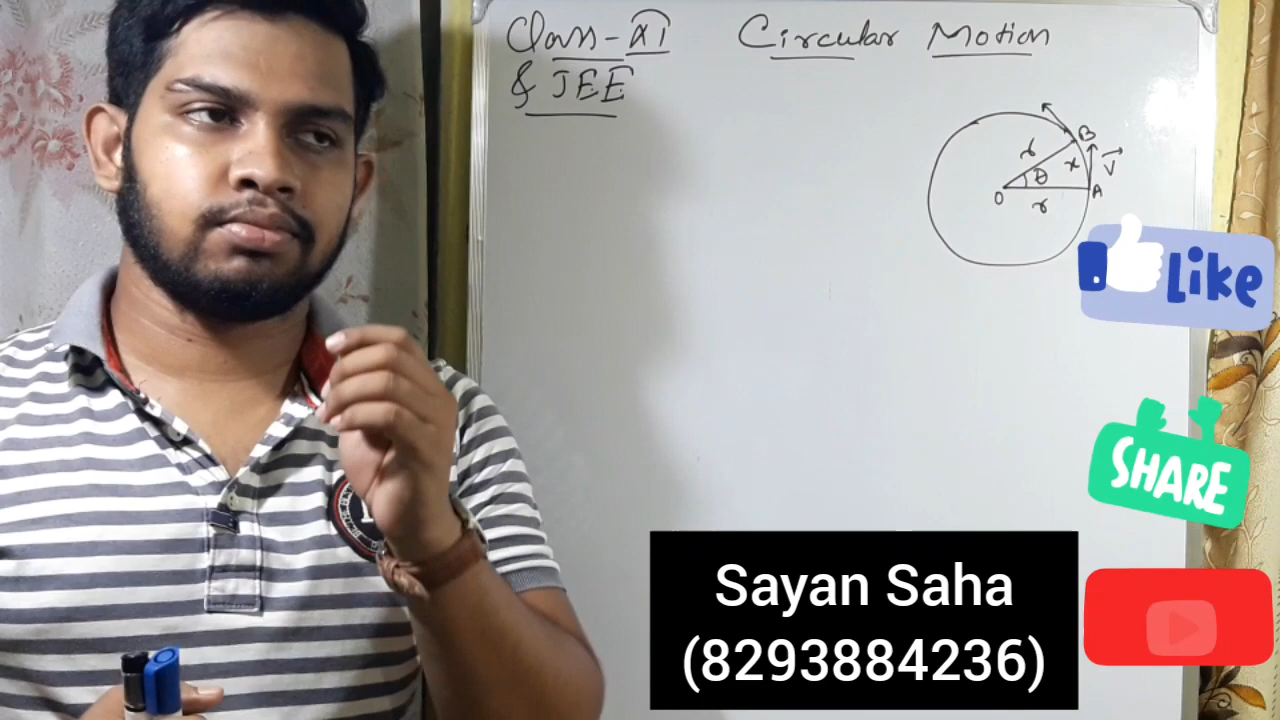 Class-XI Circular Motion
& JEE
B
r x V
θ
O A
r
Like
SHARE
Sayan Saha
(8293884236)